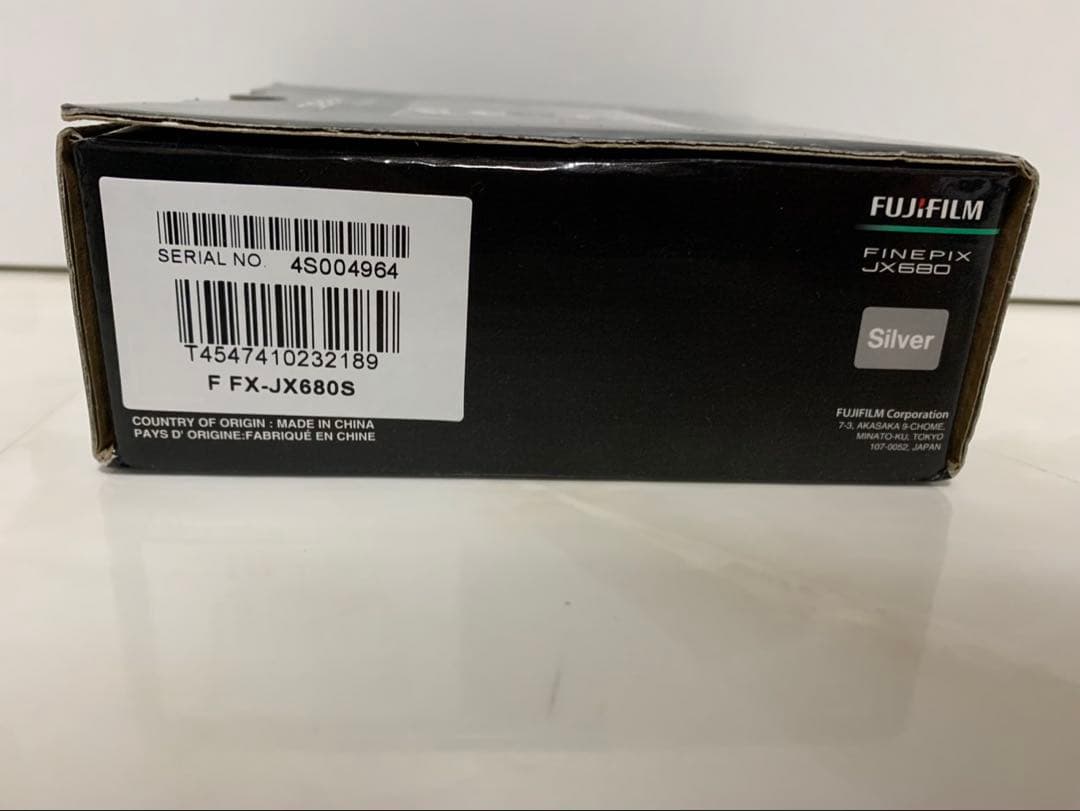 SERIAL NO. 4S004964
T4547410232189
F FX-JX680S
COUNTRY OF ORIGIN : MADE IN CHINA
PAYS D' ORIGINE:FABRIQUÉ EN CHINE
FUJIFILM
FINEPIX
JX680
Silver
FUJIFILM Corporation
7-3, AKASAKA 9-CHOME,
MINATO-KU, TOKYO
107-0052, JAPAN